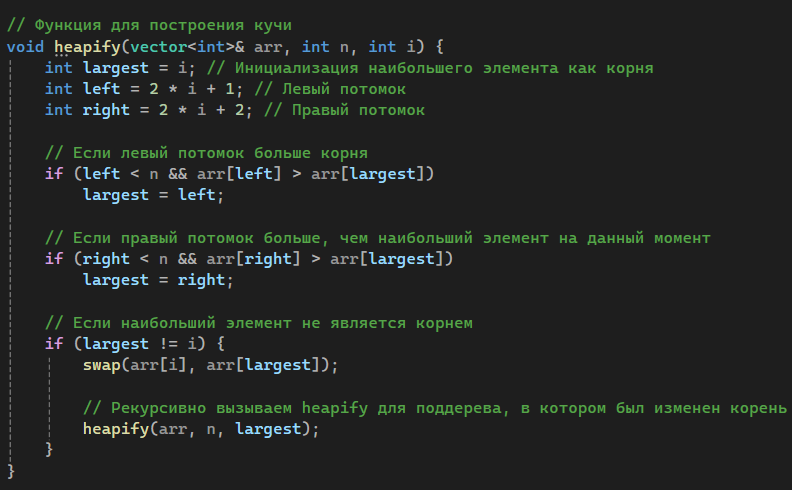 // Функция для построения кучи
void heapify(vector<int>& arr, int n, int i) {
    int largest = i; // Инициализация наибольшего элемента как корня
    int left = 2 * i + 1; // Левый потомок
    int right = 2 * i + 2; // Правый потомок

    // Если левый потомок больше корня
    if (left < n && arr[left] > arr[largest])
        largest = left;

    // Если правый потомок больше, чем наибольший элемент на данный момент
    if (right < n && arr[right] > arr[largest])
        largest = right;

    // Если наибольший элемент не является корнем
    if (largest != i) {
        swap(arr[i], arr[largest]);

        // Рекурсивно вызываем heapify для поддерева, в котором был изменен корень
        heapify(arr, n, largest);
    }
}